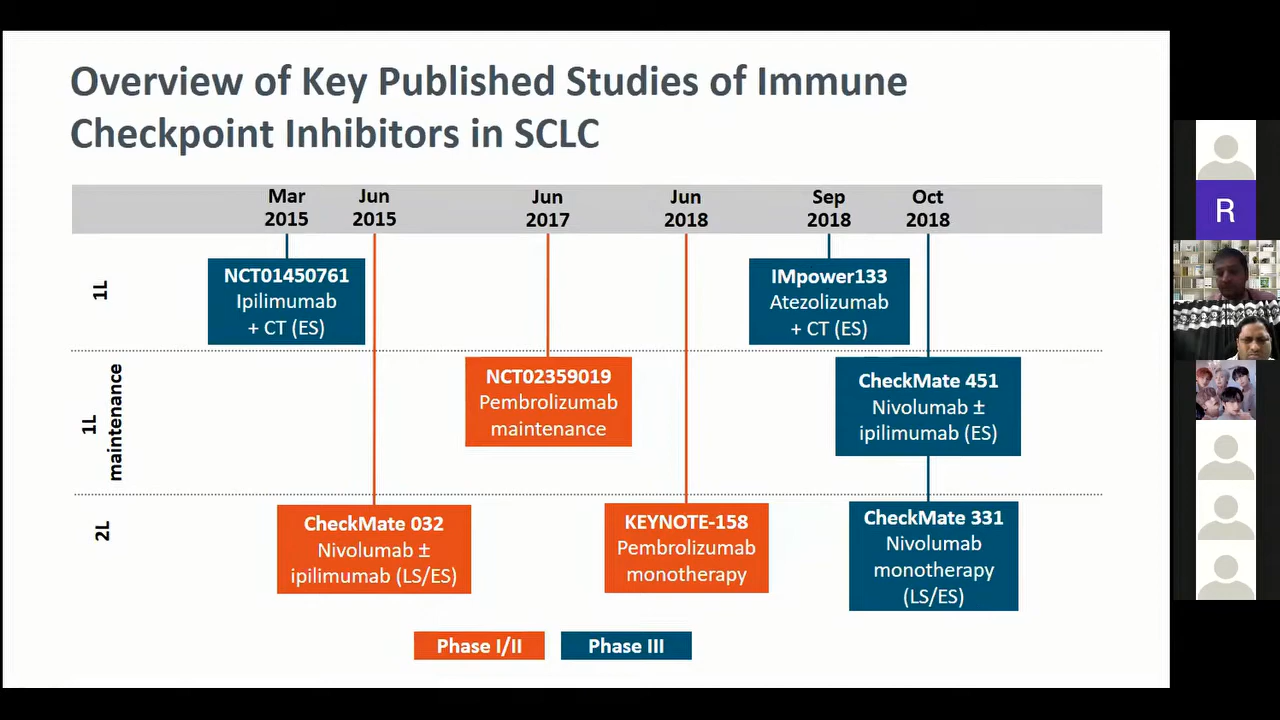 Overview of Key Published Studies of Immune
Checkpoint Inhibitors in SCLC
Mar
2015
Jun
2015
Jun
2017
Jun
2018
Sep
2018
Oct
2018
1L
NCT01450761
Ipilimumab
+ CT (ES)
IMpower133
Atezolizumab
+ CT (ES)
1L
maintenance
NCT02359019
Pembrolizumab
maintenance
CheckMate 451
Nivolumab ±
ipilimumab (ES)
2L
CheckMate 032
Nivolumab ±
ipilimumab (LS/ES)
KEYNOTE-158
Pembrolizumab
monotherapy
CheckMate 331
Nivolumab
monotherapy
(LS/ES)
Phase I/II
Phase III
R